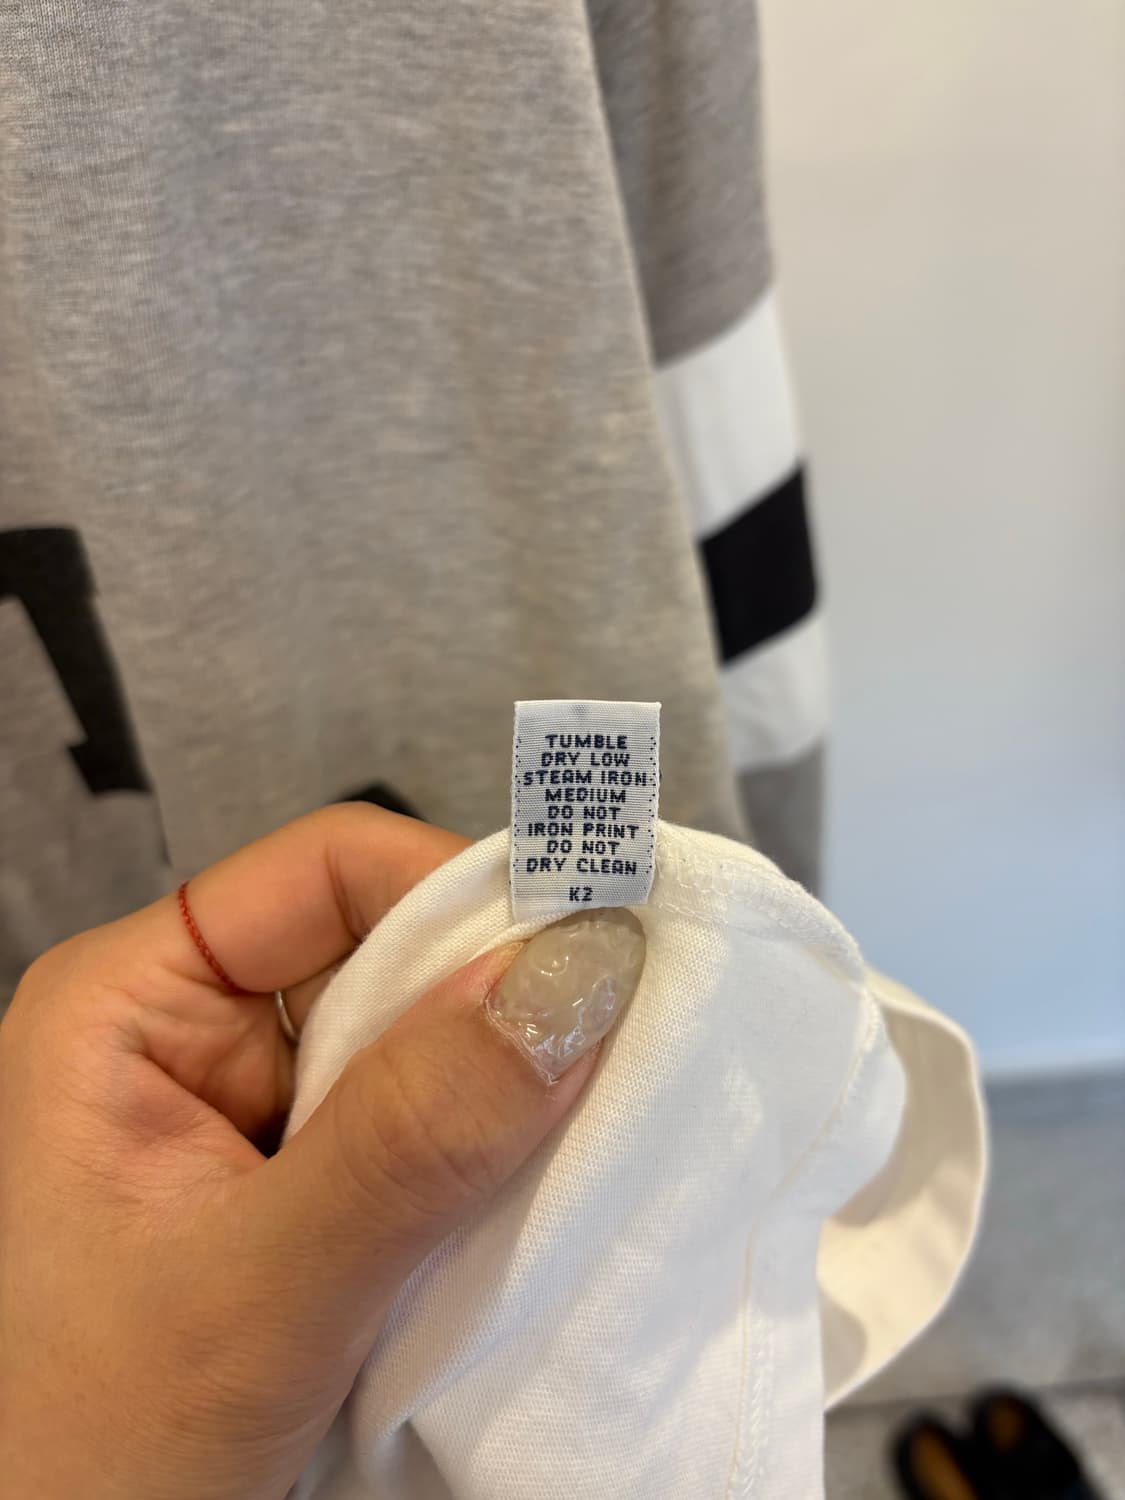 TUMBLE
DRY LOW
STEAM IRON
MEDIUM
DO NOT
IRON PRINT
DO NOT
DRY CLEAN
K2